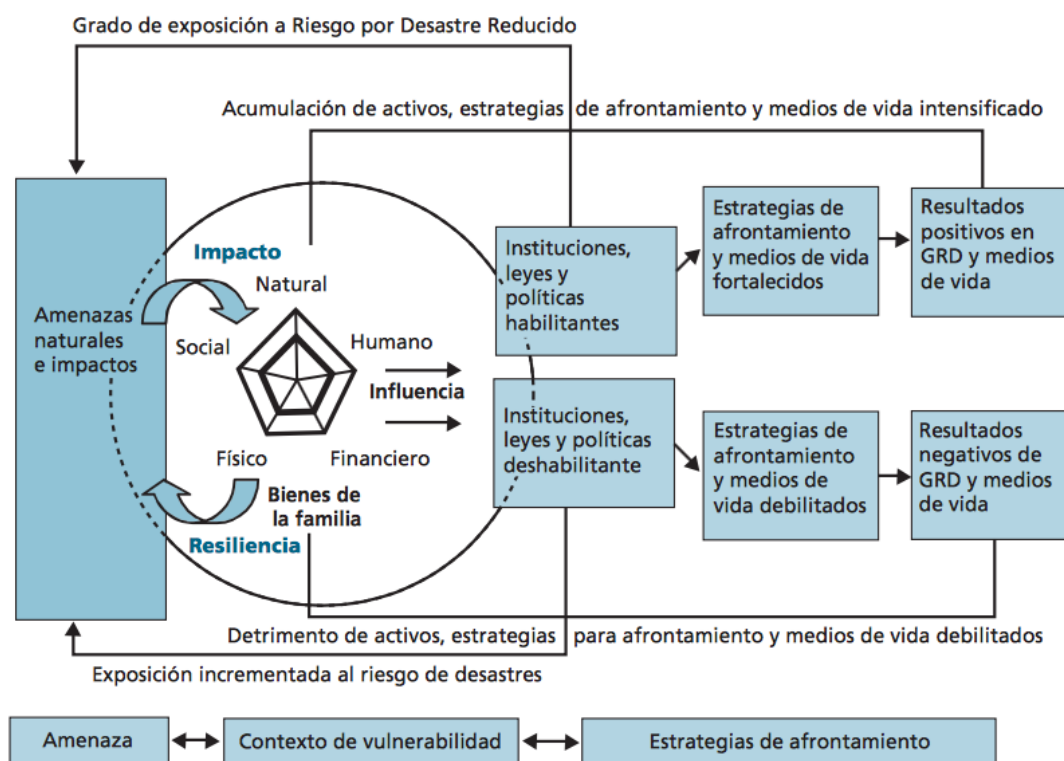 Grado de exposición a Riesgo por Desastre Reducido
Acumulación de activos, estrategias de afrontamiento y medios de vida intensificado
Amenazas
naturales
e impactos
Impacto
Natural
Social
Humano
Influencia
Físico
Financiero
Bienes de
la familia
Resiliencia
Instituciones,
leyes y
políticas
habilitantes
Estrategias de
afrontamiento
y medios de vida
fortalecidos
Resultados
positivos en
GRD y medios
de vida
Instituciones,
leyes y políticas
deshabilitante
Estrategias de
afrontamiento
y medios de
vida debilitados
Resultados
negativos de
GRD y medios
de vida
Detrimento de activos, estrategias para afrontamiento y medios de vida debilitados
Exposición incrementada al riesgo de desastres
Amenaza
Contexto de vulnerabilidad
Estrategias de afrontamiento